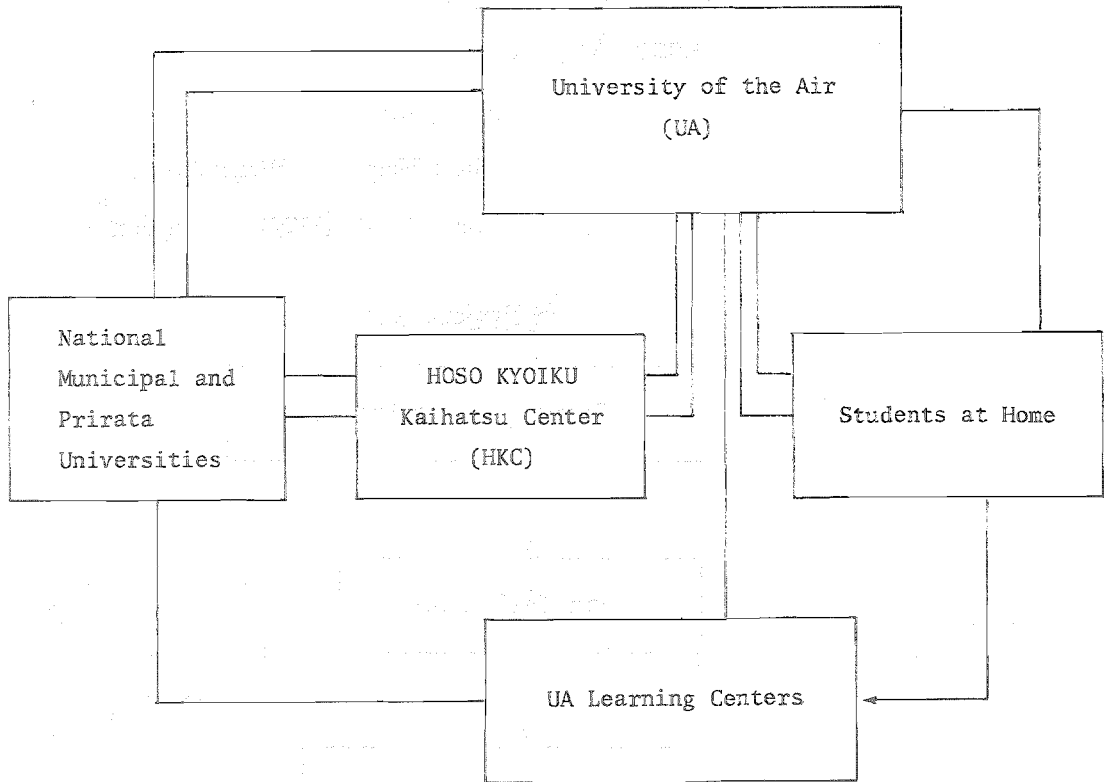 University of the Air
(UA)
National
Municipal and
Prirata
Universities
HOSO KYOIKU
Kaihatsu Center
(HKC)
Students at Home
UA Learning Centers